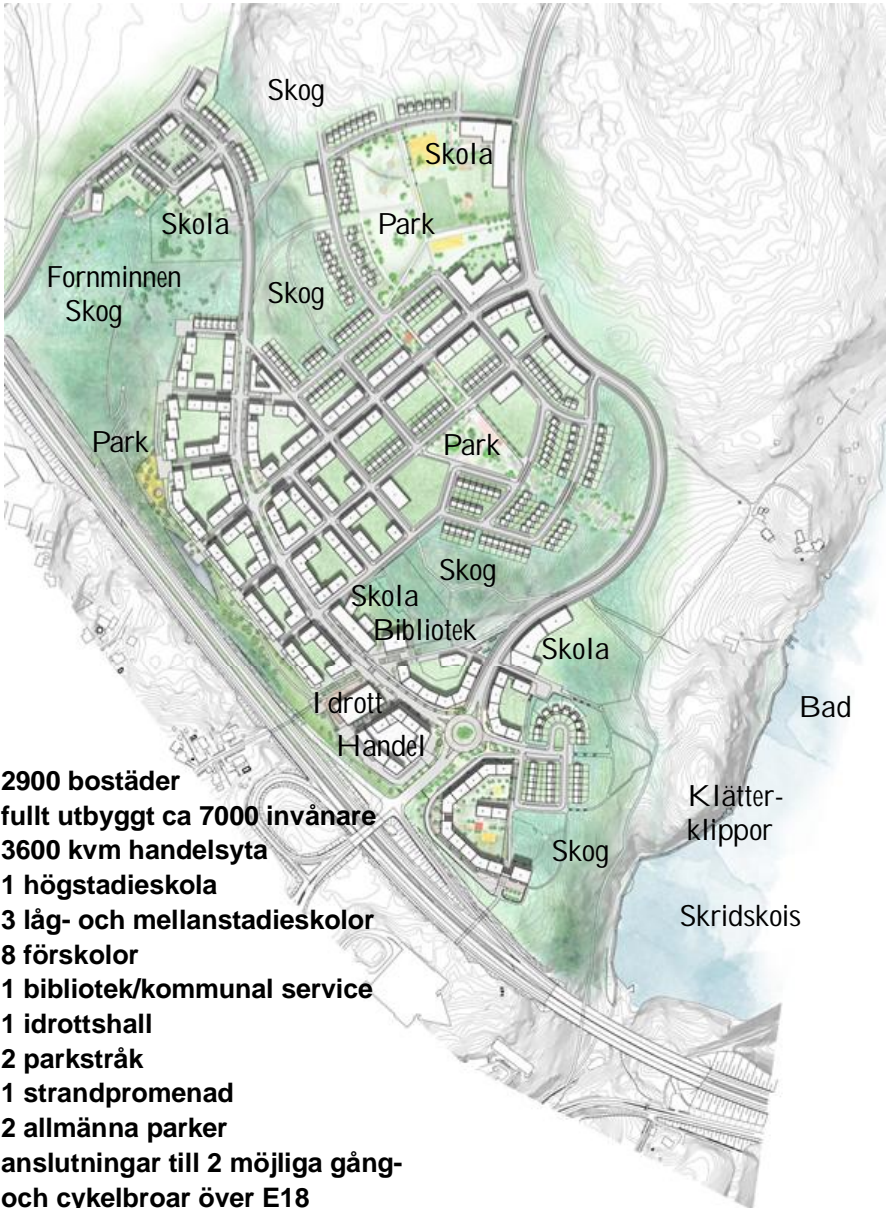 Skog
Skola
Skola
Park
Fornminnen
Skog
Skog
Park
Park
Skog
Skola
Bibliotek
Skola
Idrott
Handel
Bad
Klätter-
klippor
Skog
Skridskois
2900 bostäder
fullt utbyggt ca 7000 invånare
3600 kvm handelsyta
1 högstadieskola
3 låg- och mellanstadieskolor
8 förskolor
1 bibliotek/kommunal service
1 idrottshall
2 parkstråk
1 strandpromenad
2 allmänna parker
anslutningar till 2 möjliga gång-
och cykelbroar över E18